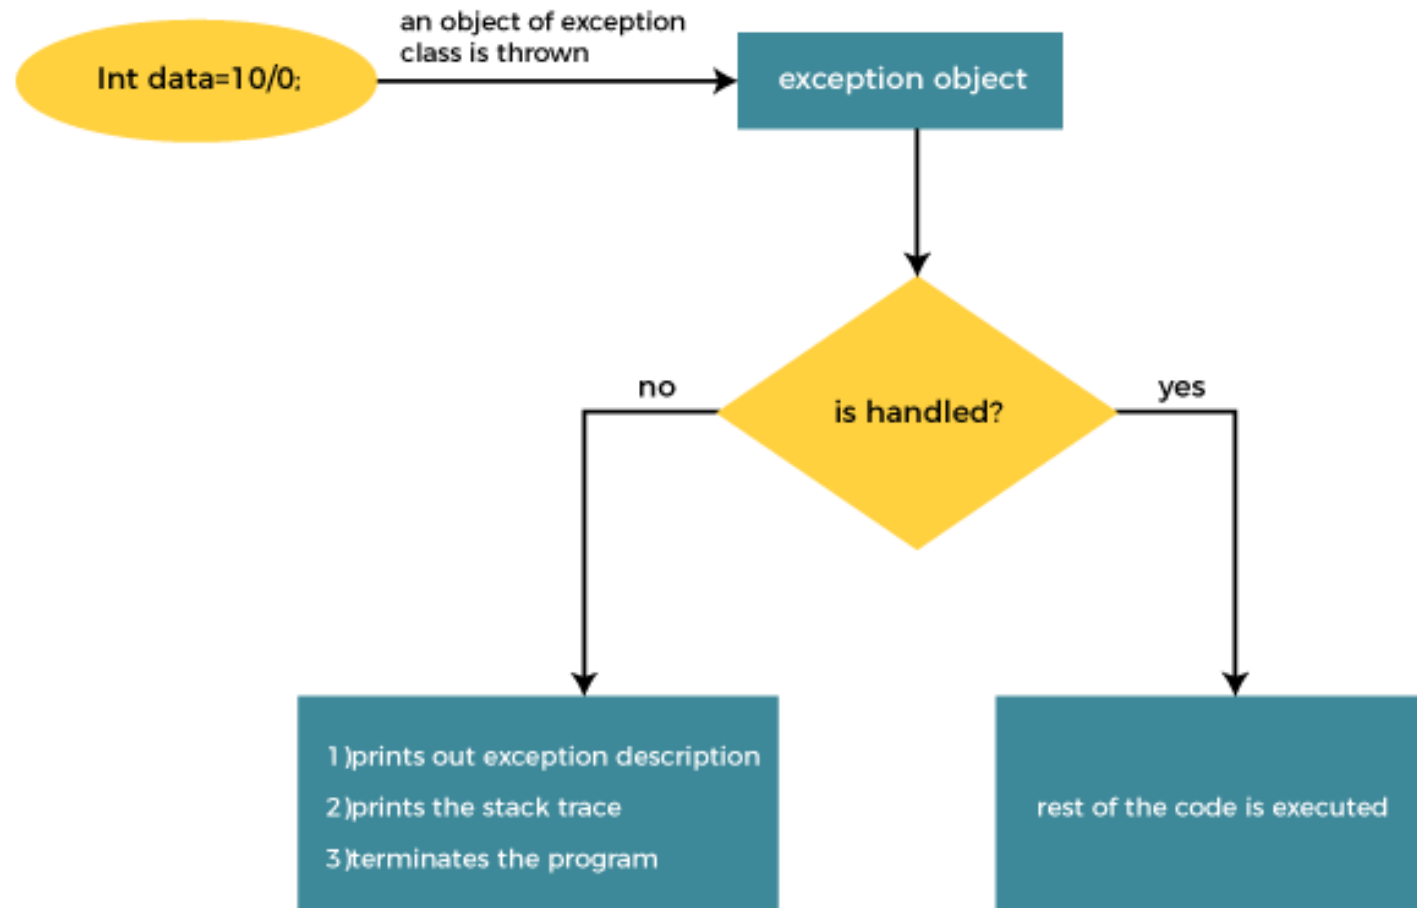 an object of exception
class is thrown
Int data=10/0;
exception object
no
yes
is handled?
1)prints out exception description
2)prints the stack trace
3)terminates the program
rest of the code is executed